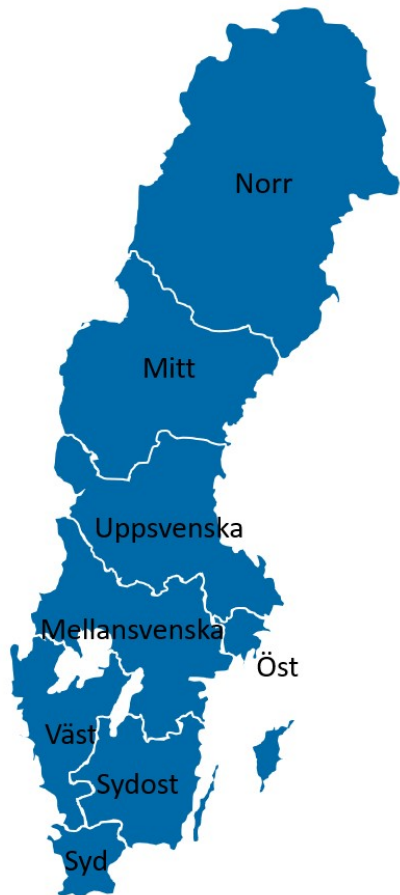 Norr
Mitt
Uppsvenska
Mellansvenska
Öst
Väst
Sydost
Syd